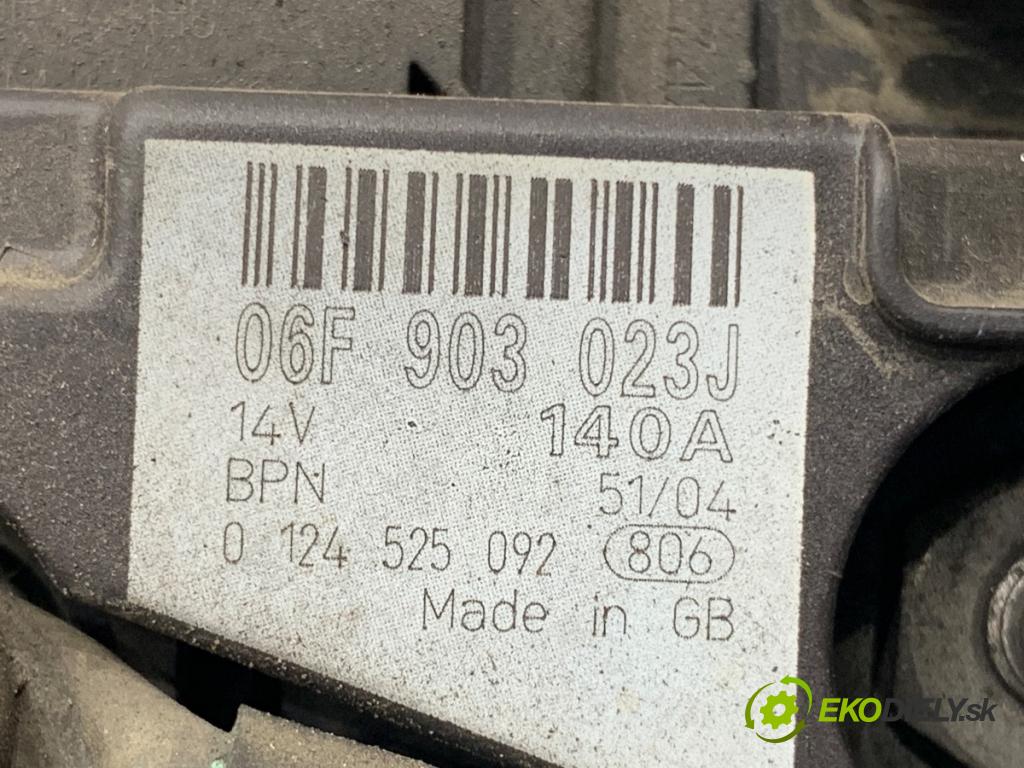 06F 903 023J
14V 140A
BPN 51/04
0 124 525 092 806
Made in GB
EKODIELY.sk